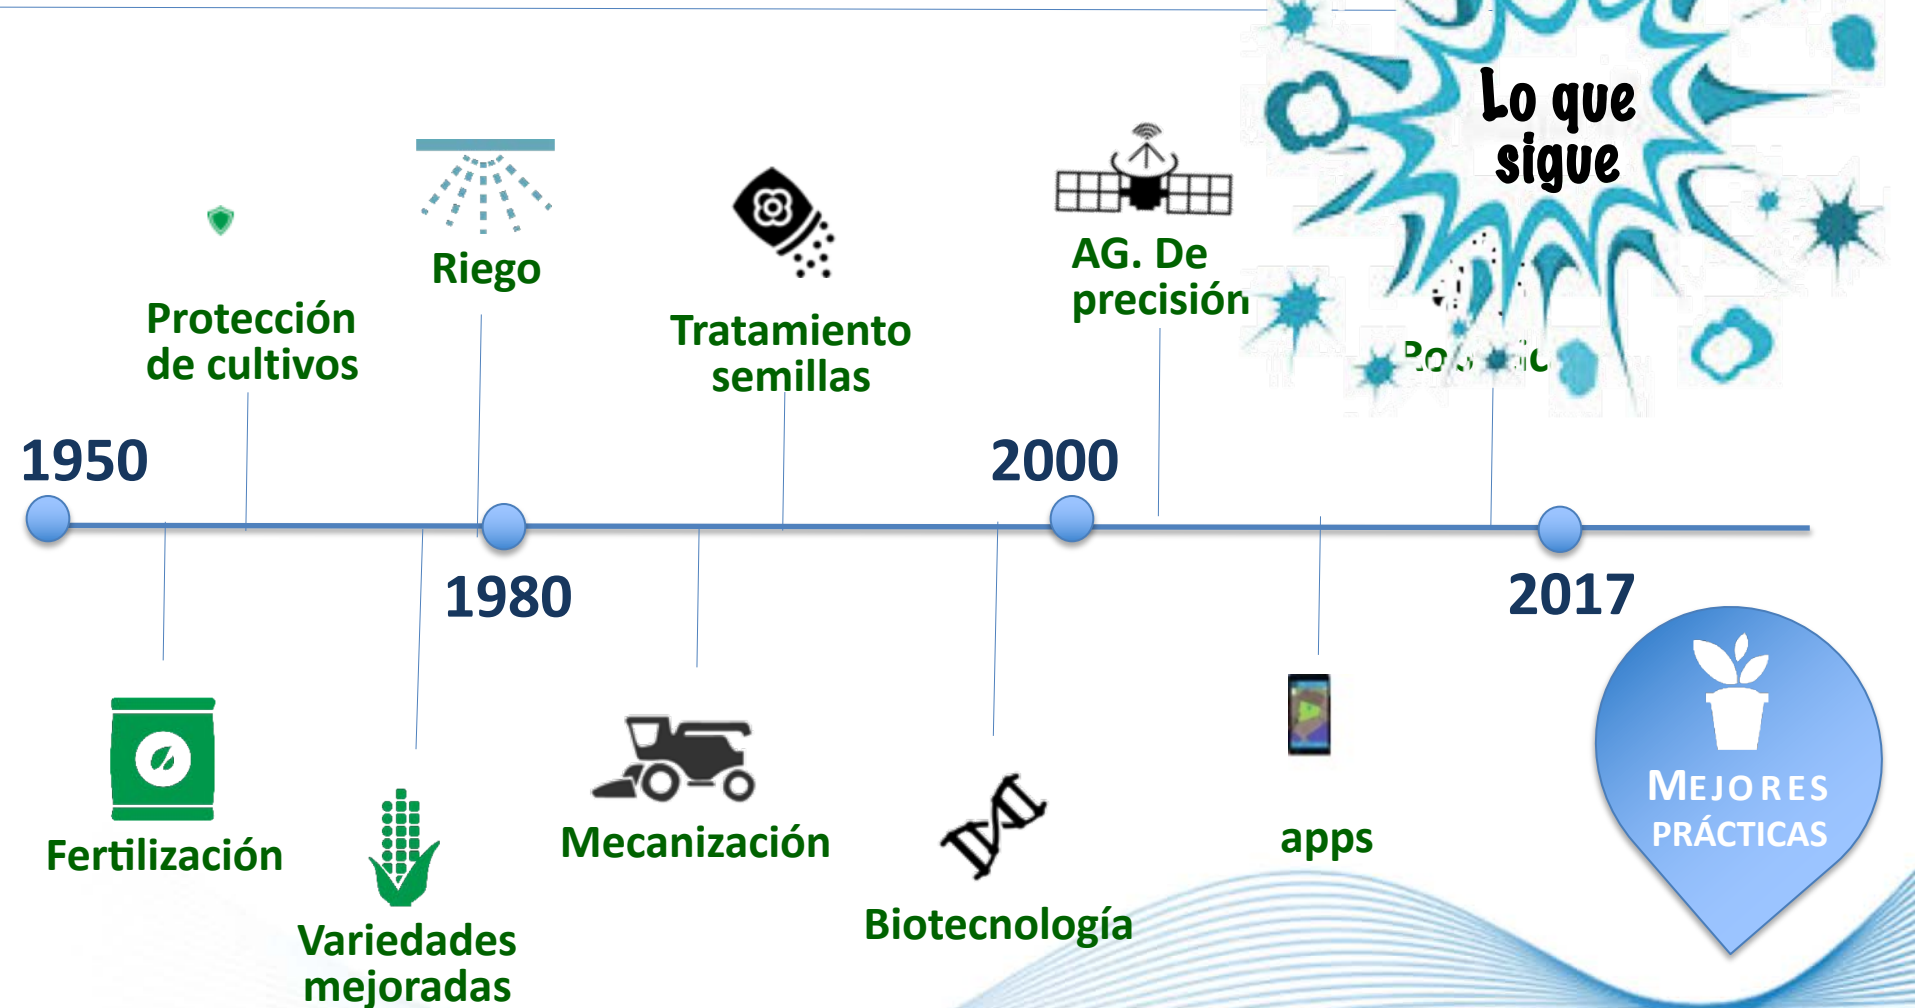 Lo que
sigue
Riego
AG. De
precisión
Protección
de cultivos
Tratamiento
semillas
1950
2000
1980
2017
Fertilización
Mecanización
apps
MEJORES
PRÁCTICAS
Biotecnología
Variedades
mejoradas